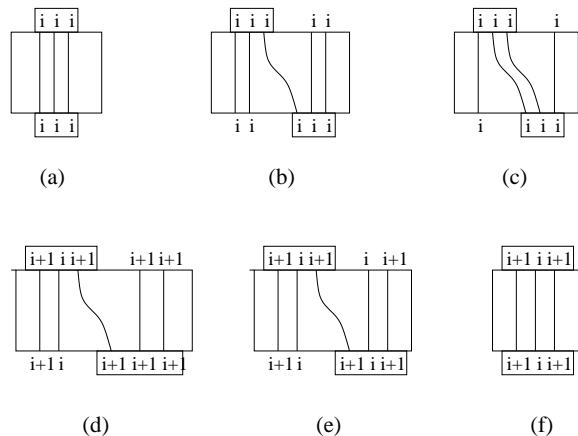 i i i i i i i i i i
i i i i i i i i i i i i
(a) (b) (c)
i+1 i i+1 i+1 i+1 i+1 i i+1 i i+1 i+1 i i+1
i+1 i i+1 i+1 i+1 i+1 i i+1 i i+1 i+1 i i+1
(d) (e) (f)